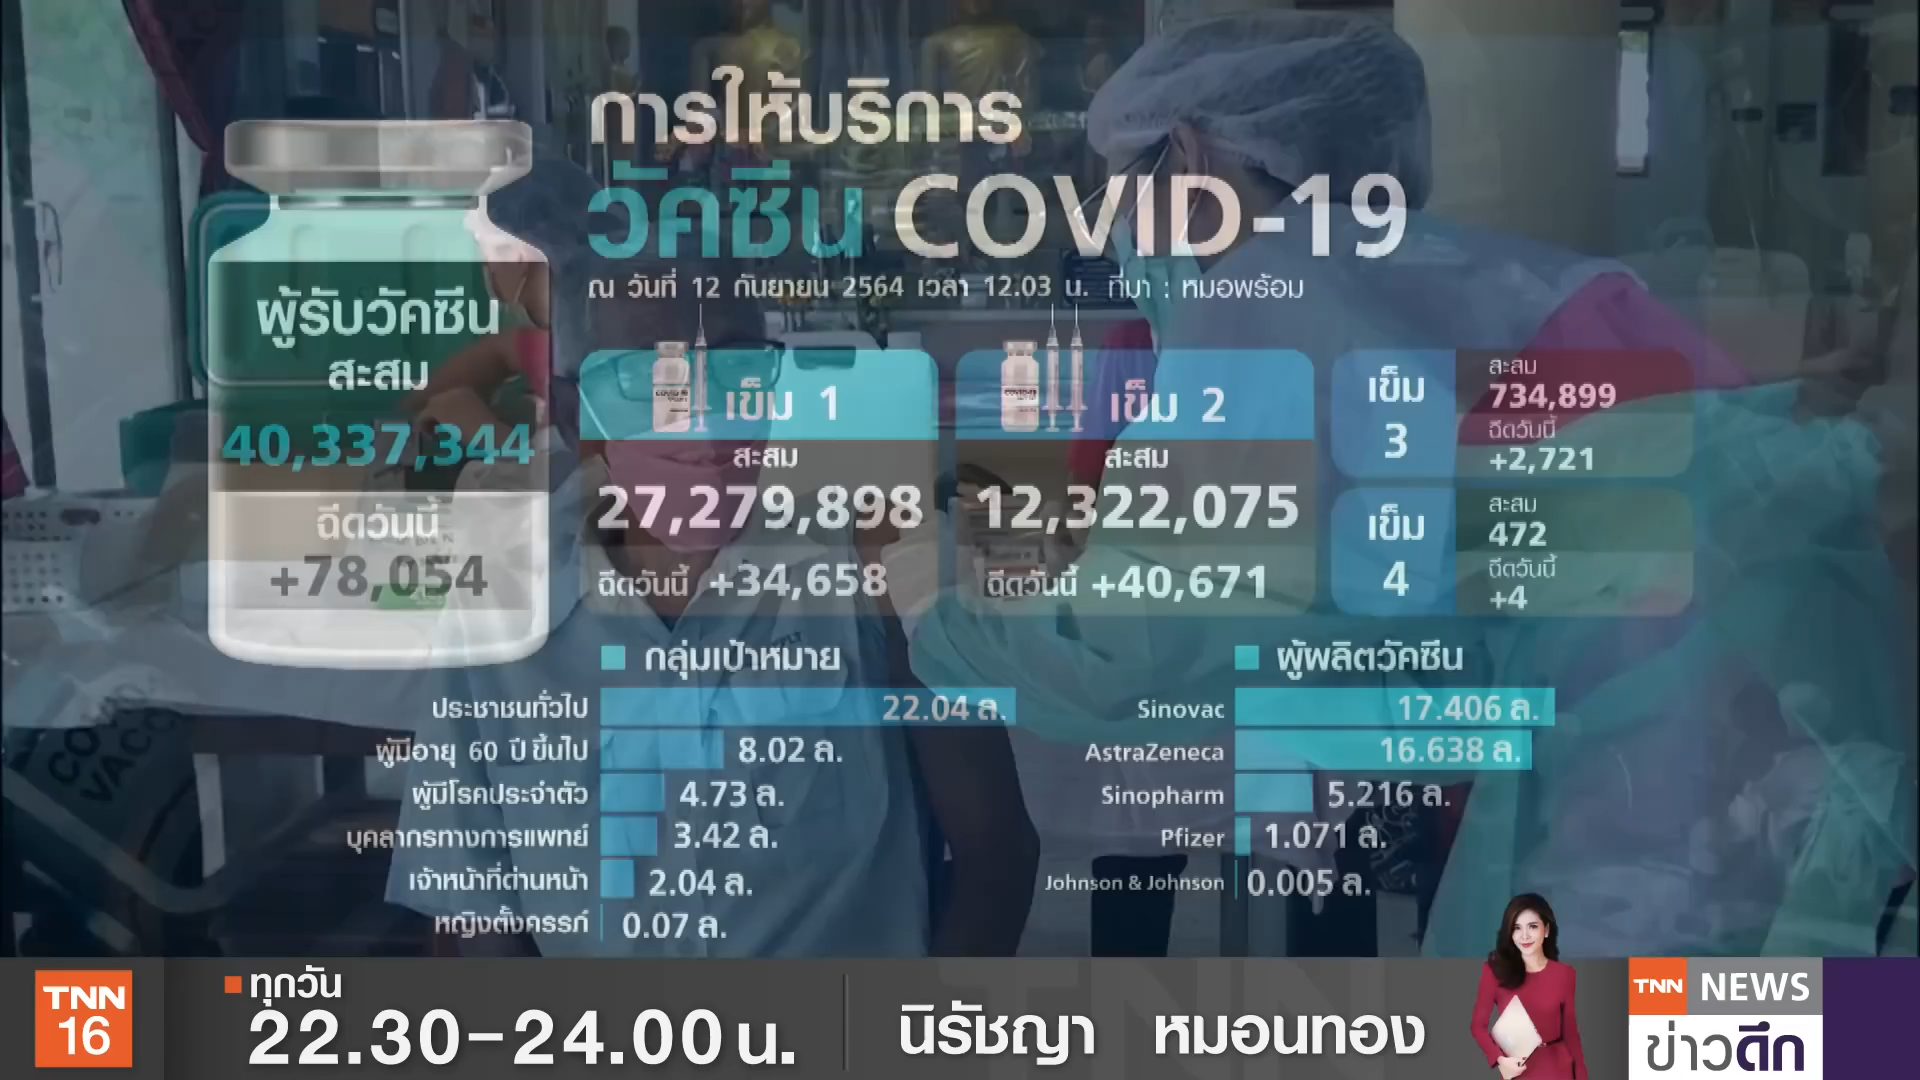 การให้บริการ
วัคซีน COVID-19
ณ วันที่ 12 กันยายน 2564 เวลา 12.03 น. ที่มา : หมอพร้อม
ผู้รับวัคซีน
สะสม
40,337,344
ฉีดวันนี้
+78,054
เข็ม 1
สะสม
27,279,898
ฉีดวันนี้ +34,658
เข็ม 2
สะสม
12,322,075
ฉีดวันนี้ +40,671
เข็ม
3
สะสม
734,899
ฉีดวันนี้
+2,721
เข็ม
4
สะสม
472
ฉีดวันนี้
+4
กลุ่มเป้าหมาย
ประชาชนทั่วไป 22.04 ล.
ผู้มีอายุ 60 ปีขึ้นไป 8.02 ล.
ผู้มีโรคประจำตัว 4.73 ล.
บุคลากรทางการแพทย์ 3.42 ล.
เจ้าหน้าที่ด่านหน้า 2.04 ล.
หญิงตั้งครรภ์ 0.07 ล.
ผู้ผลิตวัคซีน
Sinovac 17.406 ล.
AstraZeneca 16.638 ล.
Sinopharm 5.216 ล.
Pfizer 1.071 ล.
Johnson & Johnson 0.005 ล.
TNN
16
ทุกวัน
22.30-24.00 น.
นิรัชญา หมอนทอง
TNN NEWS
ข่าวดึก